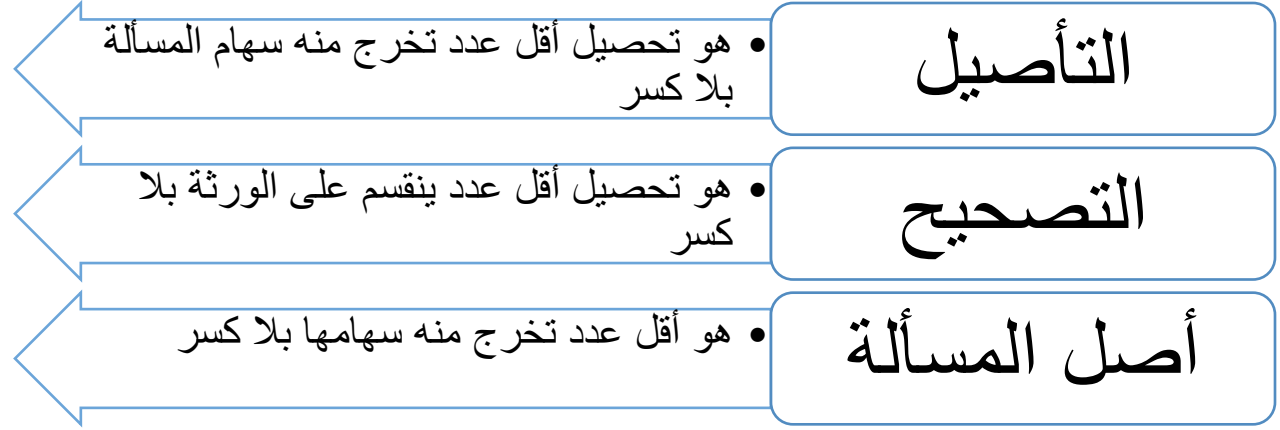 التأصيل
• هو تحصيل أقل عدد تخرج منه سهام المسألة
بلا كسر
التصحيح
• هو تحصيل أقل عدد ينقسم على الورثة بلا
كسر
أصل المسألة
• هو أقل عدد تخرج منه سهامها بلا كسر